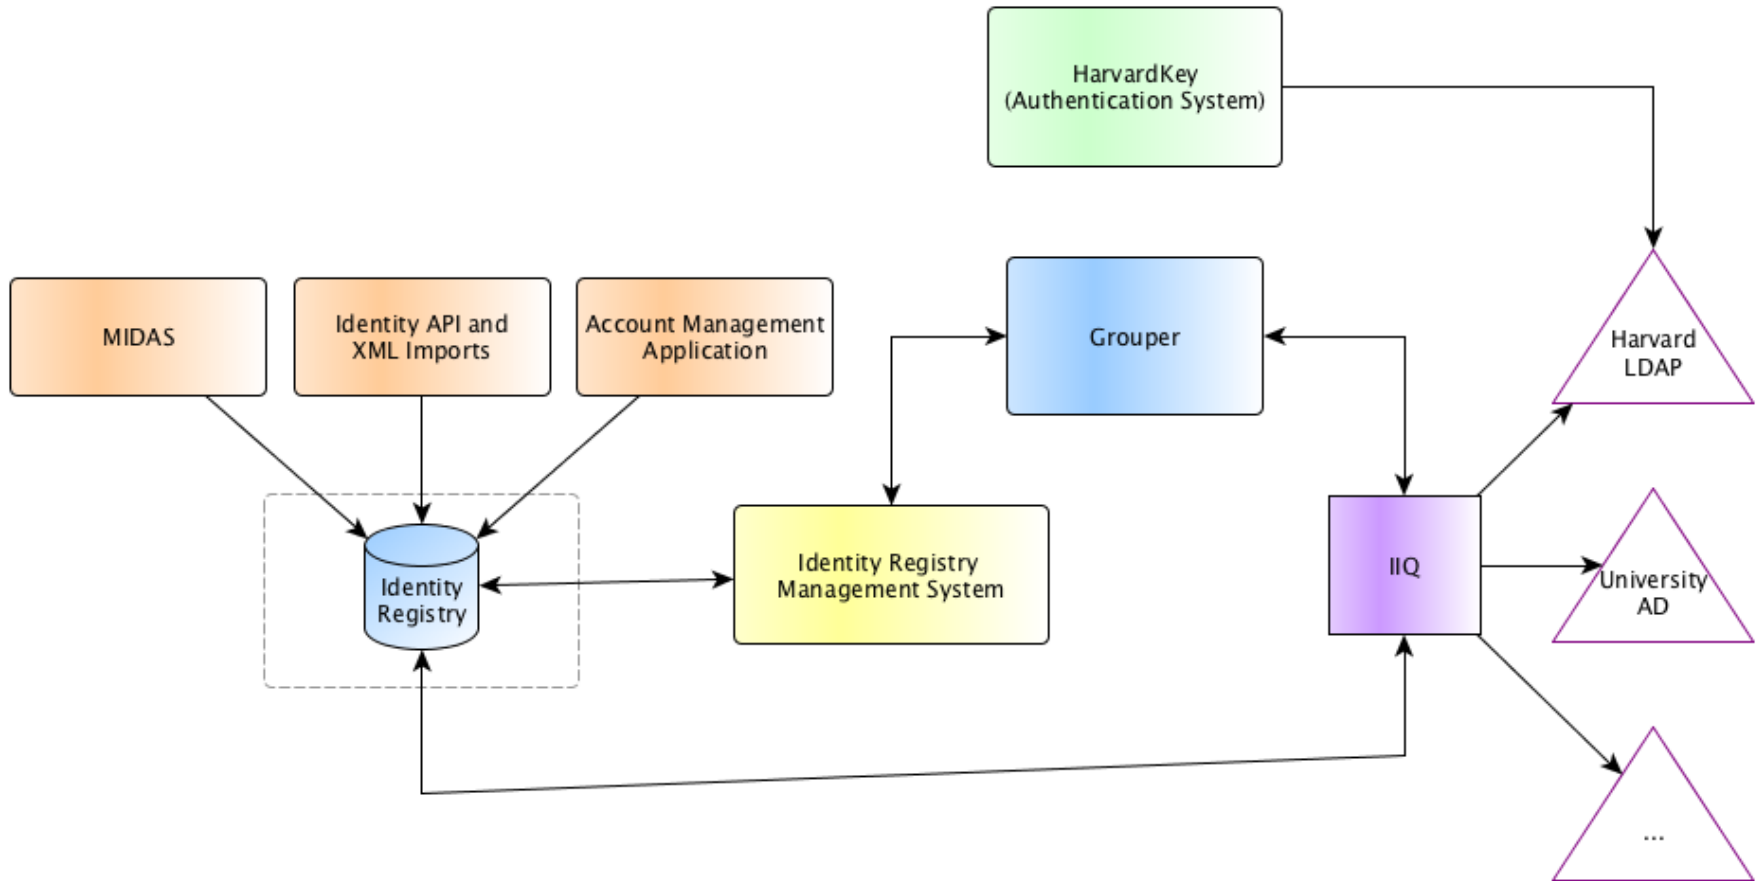 HarvardKey
(Authentication System)
MIDAS
Identity API and
XML Imports
Account Management
Application
Grouper
Harvard
LDAP
Identity
Registry
Identity Registry
Management System
IIQ
University
AD
...